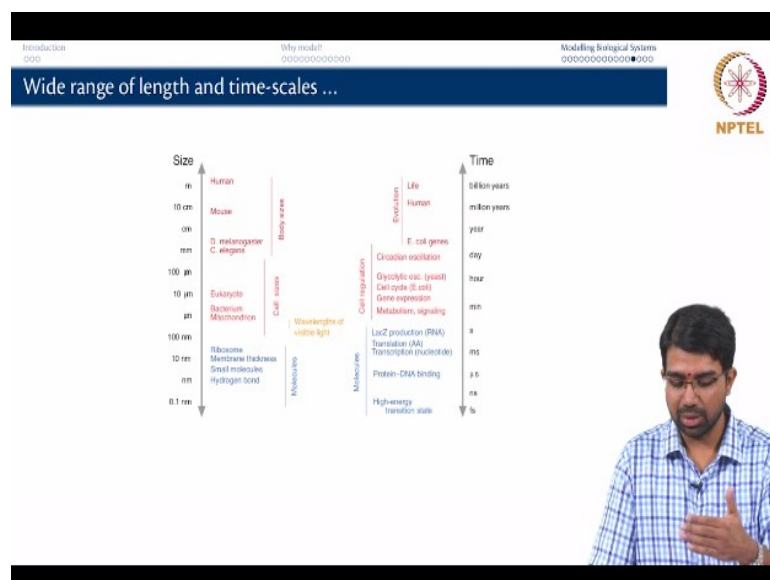 Introduction
Why model?
Modelling Biological Systems
Wide range of length and time-scales ...
NPTEL
Size
m
10 cm
cm
mm
100 µm
10 µm
µm
100 nm
10 nm
nm
0.1 nm
Human
Mouse
D. melanogaster
C. elegans
Body sizes
Eukaryote
Bacterium
Mitochondrion
Cell sizes
Wavelengths of
visible light
Ribosome
Membrane thickness
Small molecules
Hydrogen bond
Molecules
Evolution
Life
Human
E. coli genes
Cell regulation
Circadian oscillation
Glycolytic osc. (yeast)
Cell cycle (E.coli)
Gene expression
Metabolism, signaling
Molecules
LacZ production (RNA)
Translation (AA)
Transcription (nucleotide)
Protein-DNA binding
High-energy
transition state
Time
billion years
million years
year
day
hour
min
s
ms
µs
ns
fs